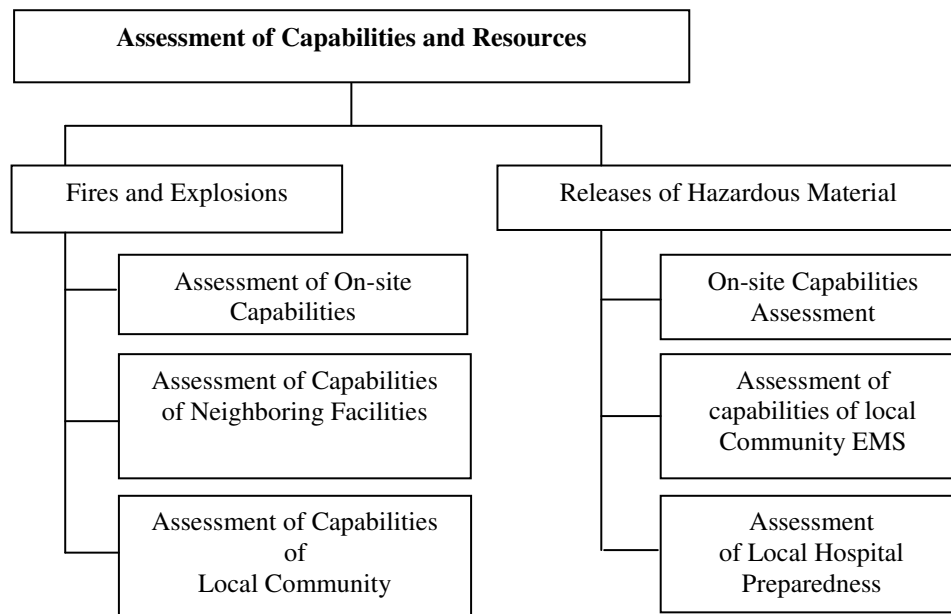 Assessment of Capabilities and Resources
Fires and Explosions
Assessment of On-site
Capabilities
Assessment of Capabilities
of Neighboring Facilities
Assessment of Capabilities
of
Local Community
Releases of Hazardous Material
On-site Capabilities
Assessment
Assessment of
capabilities of local
Community EMS
Assessment
of Local Hospital
Preparedness